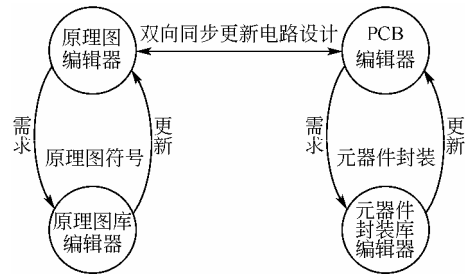 原理图
编辑器
双向同步更新电路设计
PCB
编辑器
需求
原理图符号
更新
需求
元器件封装
更新
原理图库
编辑器
元器件
封装库
编辑器